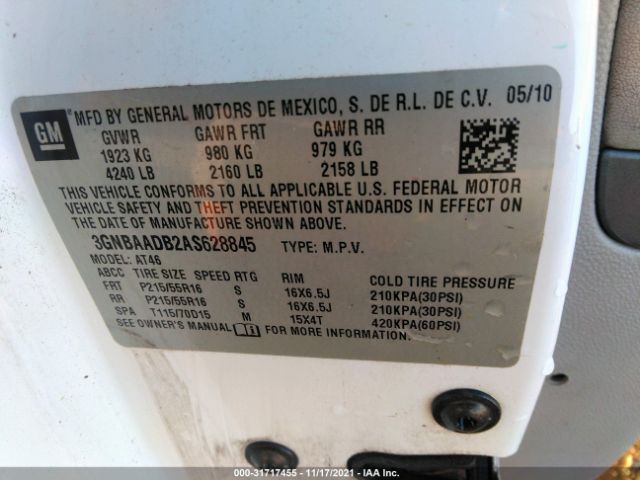 GM
MFD BY GENERAL MOTORS DE MEXICO, S. DE R.L. DE C.V. 05/10
GVWR GAWR FRT GAWR RR
1923 KG 980 KG 979 KG
4240 LB 2160 LB 2158 LB
THIS VEHICLE CONFORMS TO ALL APPLICABLE U.S. FEDERAL MOTOR
VEHICLE SAFETY AND THEFT PREVENTION STANDARDS IN EFFECT ON
THE DATE OF MANUFACTURE SHOWN ABOVE.
3GNBAADB2AS628845 TYPE: M.P.V.
MODEL: AT46
ABCC TIRE SIZE SPEED RTG RIM COLD TIRE PRESSURE
FRT P215/55R16 S 16X6.5J 210KPA(30PSI)
RR P215/55R16 S 16X6.5J 210KPA(30PSI)
SPA T115/70D15 M 15X4T 420KPA(60PSI)
SEE OWNER'S MANUAL FOR MORE INFORMATION.
000-31717455 - 11/17/2021 - IAA Inc.